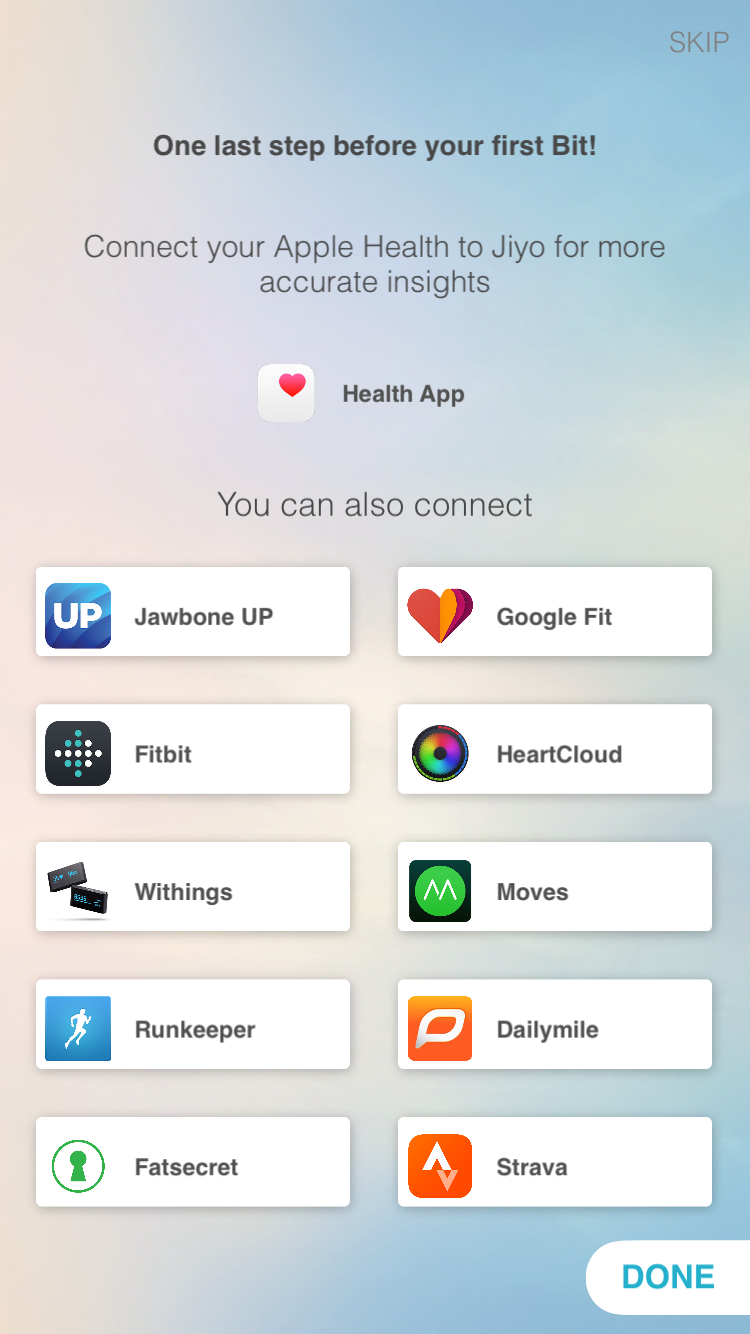 SKIP
One last step before your first Bit!
Connect your Apple Health to Jiyo for more
accurate insights
Health App
You can also connect
UP Jawbone UP
Google Fit
Fitbit
HeartCloud
Withings
Moves
Runkeeper
Dailymile
Fatsecret
Strava
DONE